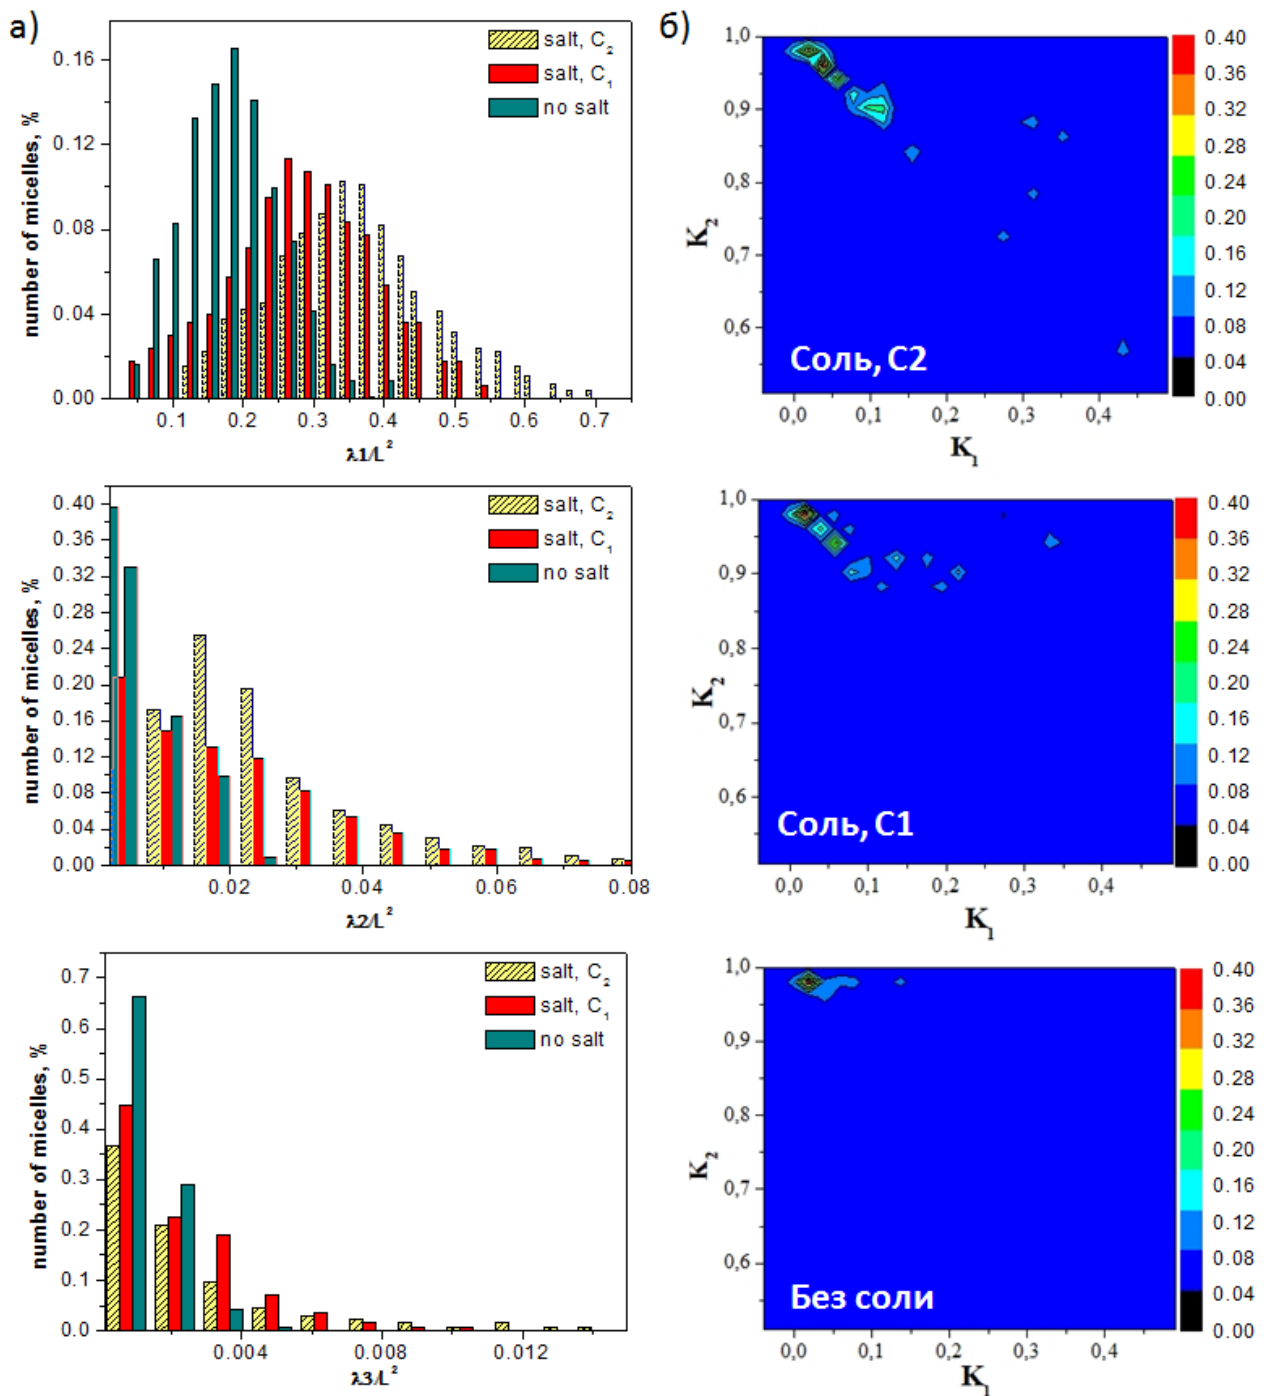 а)
salt, C₂
salt, C₁
no salt
number of micelles, %
0.16
0.12
0.08
0.04
0.00
0.1 0.2 0.3 0.4 0.5 0.6 0.7
λ1/L²
salt, C₂
salt, C₁
no salt
number of micelles, %
0.40
0.36
0.32
0.28
0.24
0.20
0.16
0.12
0.08
0.04
0.00
0.02 0.04 0.06 0.08
λ2/L²
salt, C₂
salt, C₁
no salt
number of micelles, %
0.7
0.6
0.5
0.4
0.3
0.2
0.1
0.0
0.004 0.008 0.012
λ3/L²
б)
K₂
1,0
0,9
0,8
0,7
0,6
Соль, С2
0,0 0,1 0,2 0,3 0,4
K₁
0.40
0.36
0.32
0.28
0.24
0.20
0.16
0.12
0.08
0.04
0.00
K₂
1,0
0,9
0,8
0,7
0,6
Соль, С1
0,0 0,1 0,2 0,3 0,4
K₁
0.40
0.36
0.32
0.28
0.24
0.20
0.16
0.12
0.08
0.04
0.00
K₂
1,0
0,9
0,8
0,7
0,6
Без соли
0,0 0,1 0,2 0,3 0,4
K₁
0.40
0.36
0.32
0.28
0.24
0.20
0.16
0.12
0.08
0.04
0.00